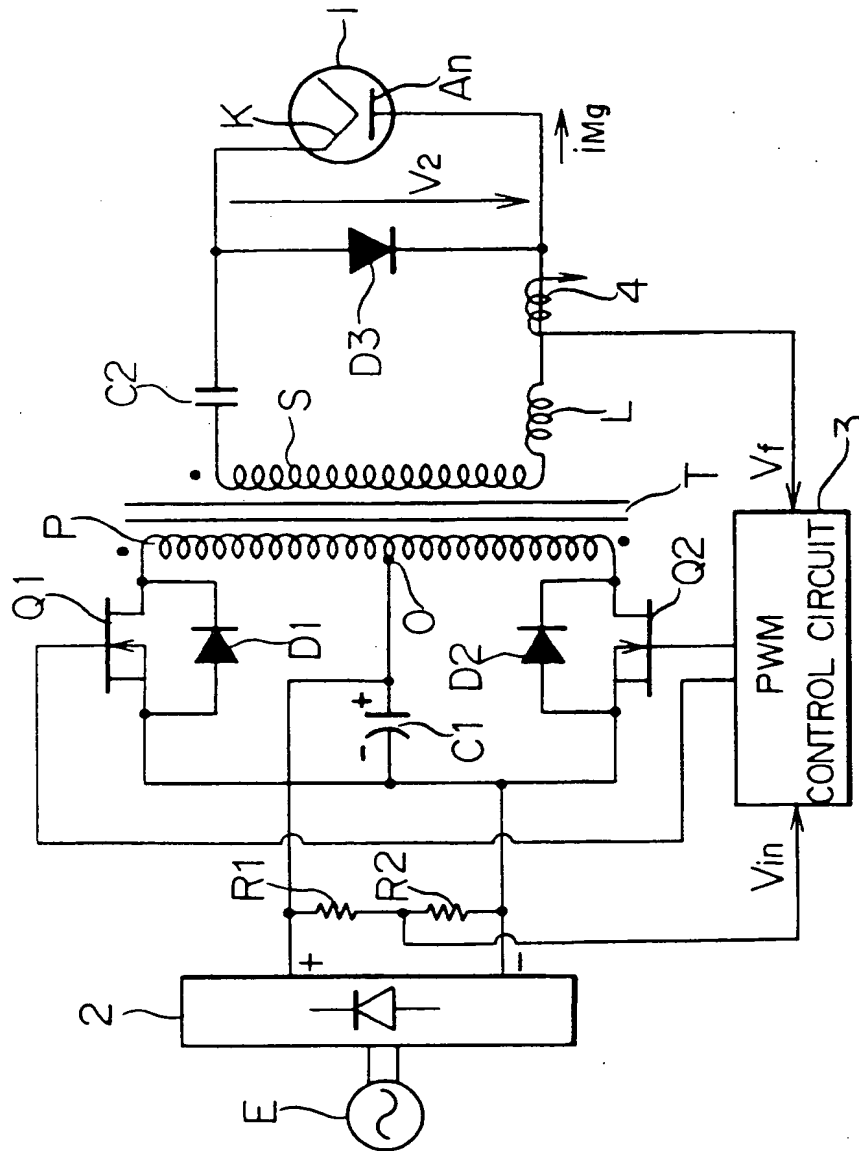 E
2
+
-
R1
R2
Vin
Q1
D1
-
+
C1
O
D2
Q2
P
S
T
C2
D3
L
4
V2
K
1
An
iMg
Vf
PWM
CONTROL CIRCUIT
3